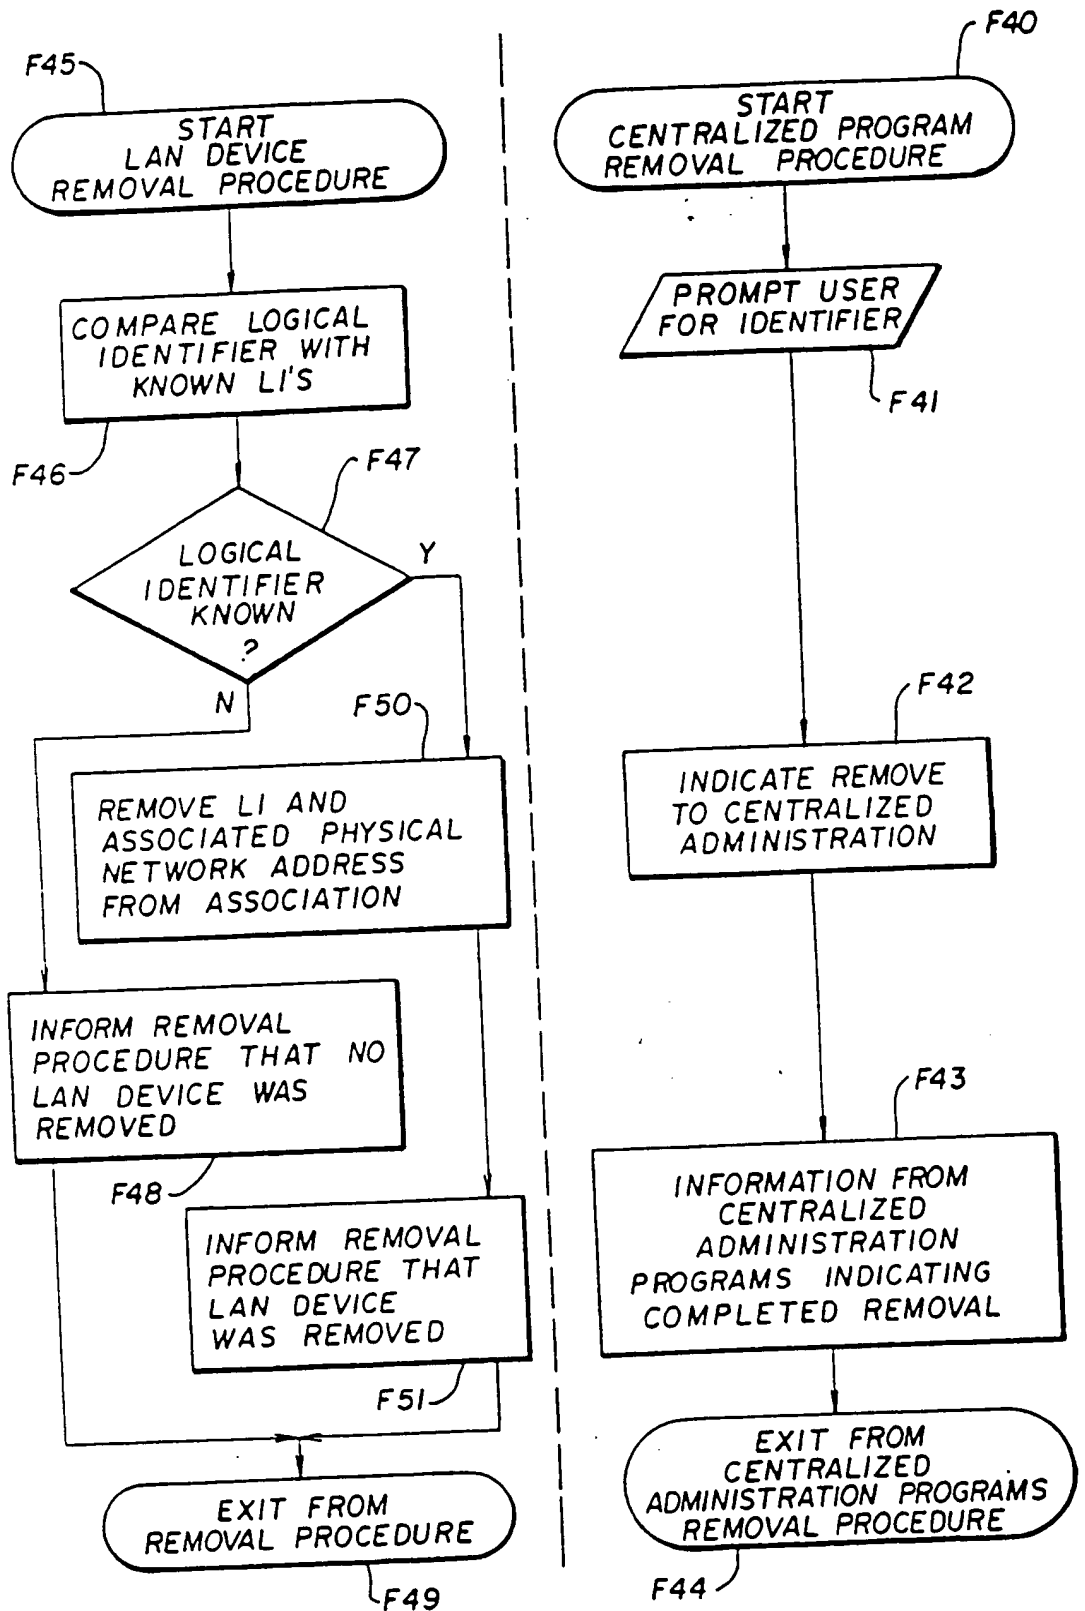 F45
START
LAN DEVICE
REMOVAL PROCEDURE
COMPARE LOGICAL
IDENTIFIER WITH
KNOWN LI'S
F46
F47
LOGICAL
IDENTIFIER
KNOWN
?
Y
N
F50
REMOVE LI AND
ASSOCIATED PHYSICAL
NETWORK ADDRESS
FROM ASSOCIATION
INFORM REMOVAL
PROCEDURE THAT NO
LAN DEVICE WAS
REMOVED
F48
INFORM REMOVAL
PROCEDURE THAT
LAN DEVICE
WAS REMOVED
F51
EXIT FROM
REMOVAL PROCEDURE
F49
F40
START
CENTRALIZED PROGRAM
REMOVAL PROCEDURE
PROMPT USER
FOR IDENTIFIER
F41
F42
INDICATE REMOVE
TO CENTRALIZED
ADMINISTRATION
F43
INFORMATION FROM
CENTRALIZED
ADMINISTRATION
PROGRAMS INDICATING
COMPLETED REMOVAL
EXIT FROM
CENTRALIZED
ADMINISTRATION PROGRAMS
REMOVAL PROCEDURE
F44